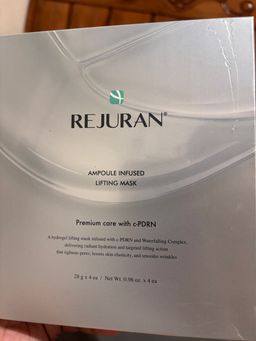 REJURAN®
AMPOULE INFUSED
LIFTING MASK
Premium care with c-PDRN
A hydrogel lifting mask infused with c-PDRN and Waterfalling Complex,
delivering radiant hydration and targeted lifting action
that tightens pores, boosts skin elasticity, and smooths wrinkles
28 g x 4 ea / Net Wt. 0.98 oz. x 4 ea